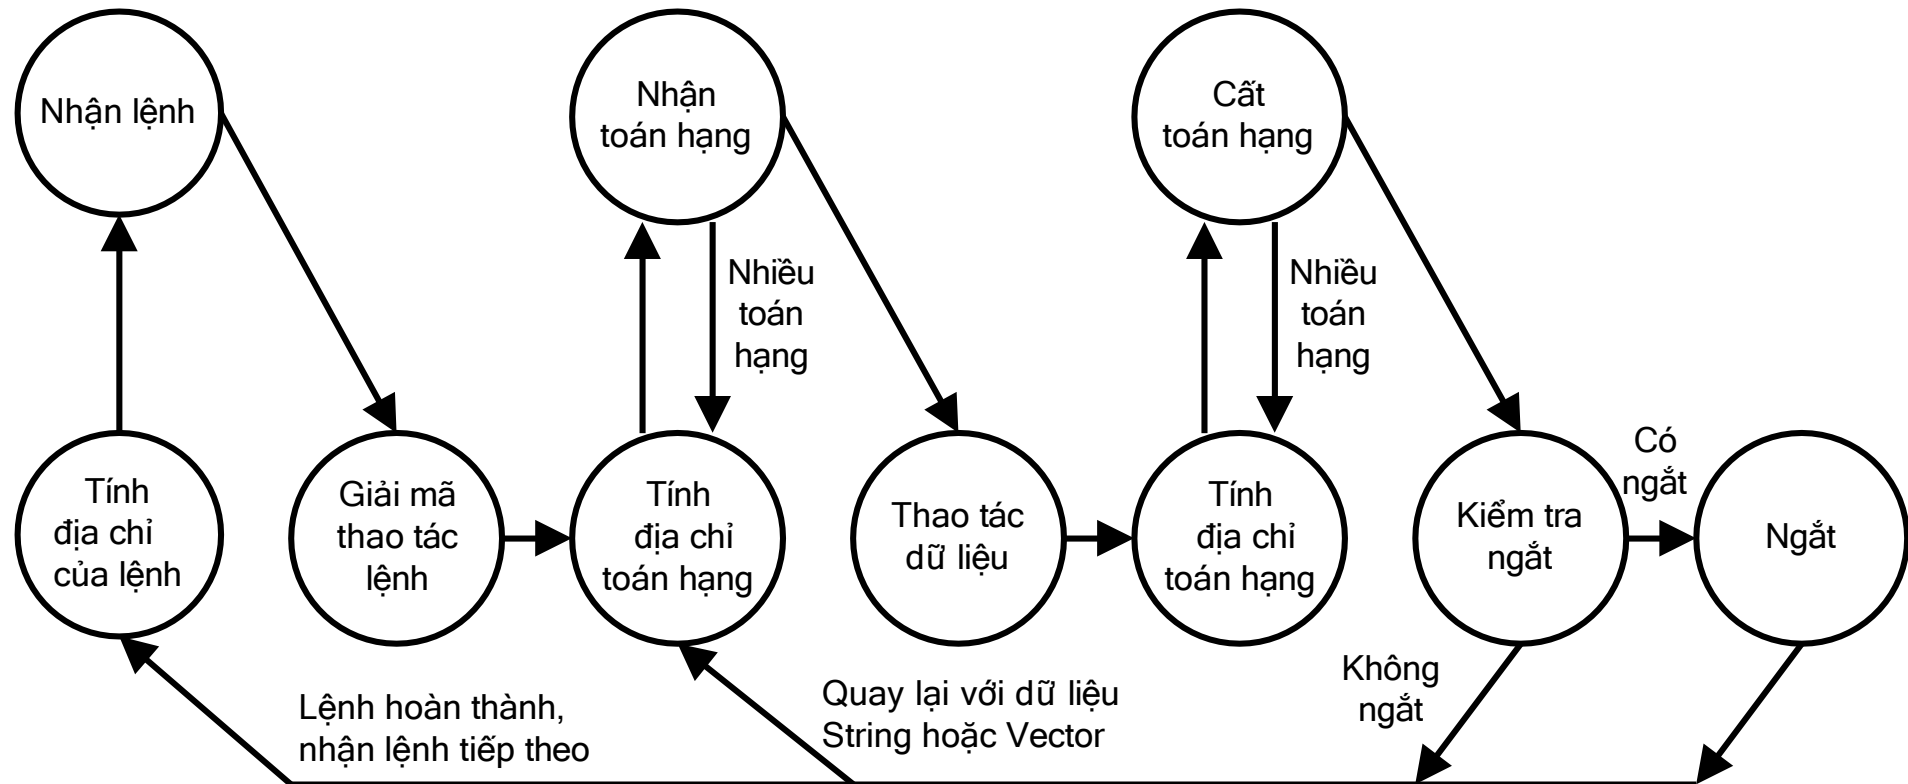 Nhận lệnh
Nhận
toán hạng
Cất
toán hạng
Nhiều
toán
hạng
Nhiều
toán
hạng
Tính
địa chỉ
của lệnh
Giải mã
thao tác
lệnh
Tính
địa chỉ
toán hạng
Thao tác
dữ liệu
Tính
địa chỉ
toán hạng
Kiểm tra
ngắt
Có
ngắt
Ngắt
Lệnh hoàn thành,
nhận lệnh tiếp theo
Quay lại với dữ liệu
String hoặc Vector
Không
ngắt